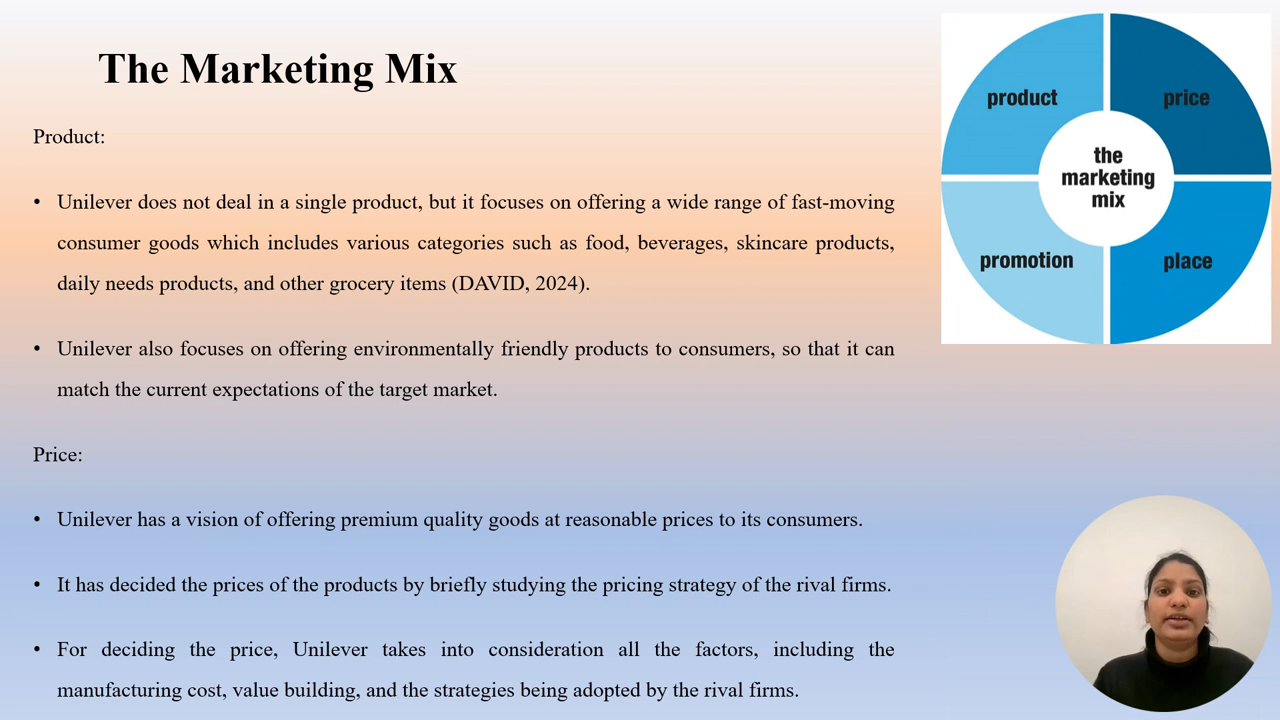 The Marketing Mix
Product:
• Unilever does not deal in a single product, but it focuses on offering a wide range of fast-moving
consumer goods which includes various categories such as food, beverages, skincare products,
daily needs products, and other grocery items (DAVID, 2024).
• Unilever also focuses on offering environmentally friendly products to consumers, so that it can
match the current expectations of the target market.
Price:
• Unilever has a vision of offering premium quality goods at reasonable prices to its consumers.
• It has decided the prices of the products by briefly studying the pricing strategy of the rival firms.
• For deciding the price, Unilever takes into consideration all the factors, including the
manufacturing cost, value building, and the strategies being adopted by the rival firms.
product
price
the
marketing
mix
promotion
place